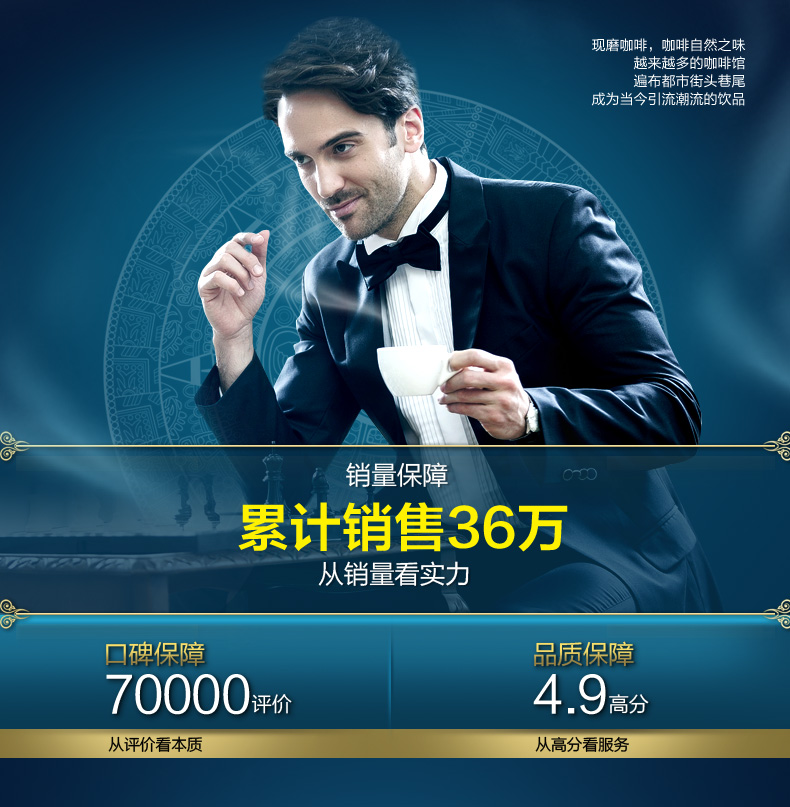 现磨咖啡，咖啡自然之味
越来越多的咖啡馆
遍布都市街头巷尾
成为当今引流潮流的饮品
销量保障
累计销售36万
从销量看实力
口碑保障
70000评价
从评价看本质
品质保障
4.9高分
从高分看服务